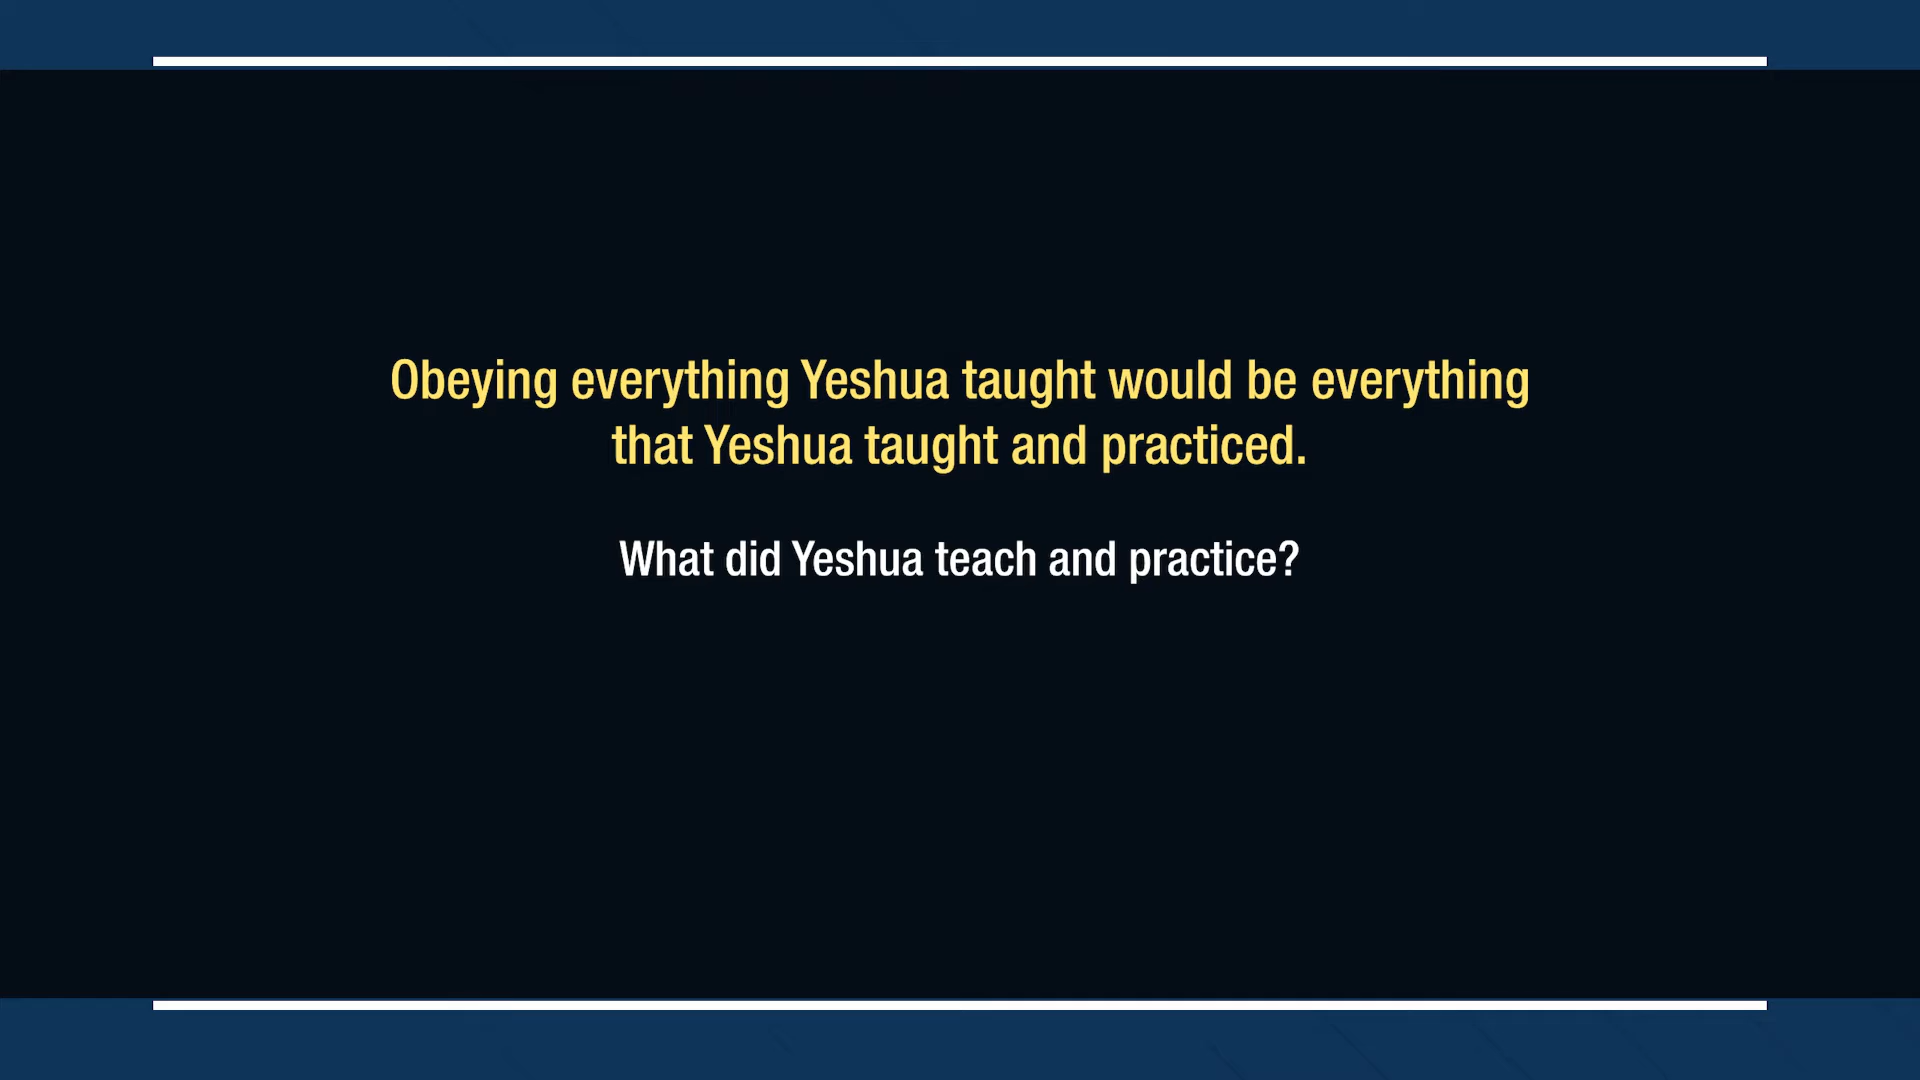 Obeying everything Yeshua taught would be everything
that Yeshua taught and practiced.
What did Yeshua teach and practice?